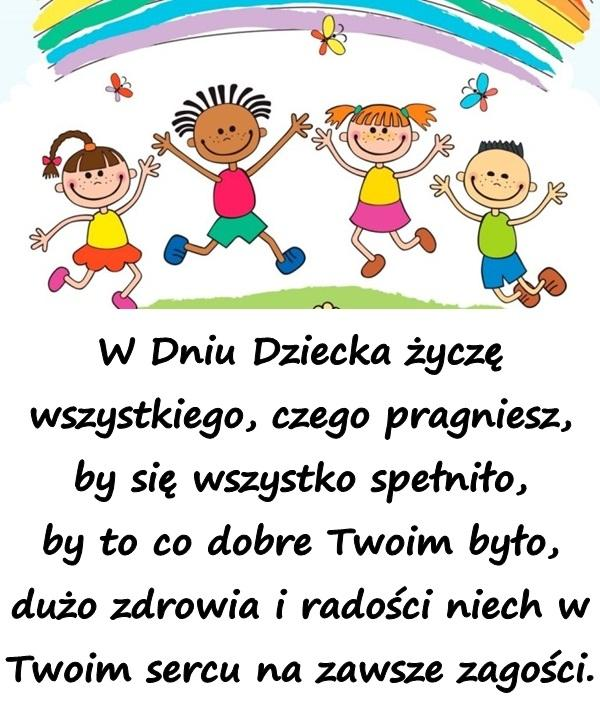 W Dniu Dziecka życzę
wszystkiego, czego pragniesz,
by się wszystko spełniło,
by to co dobre Twoim było,
dużo zdrowia i radości niech w
Twoim sercu na zawsze zagości.